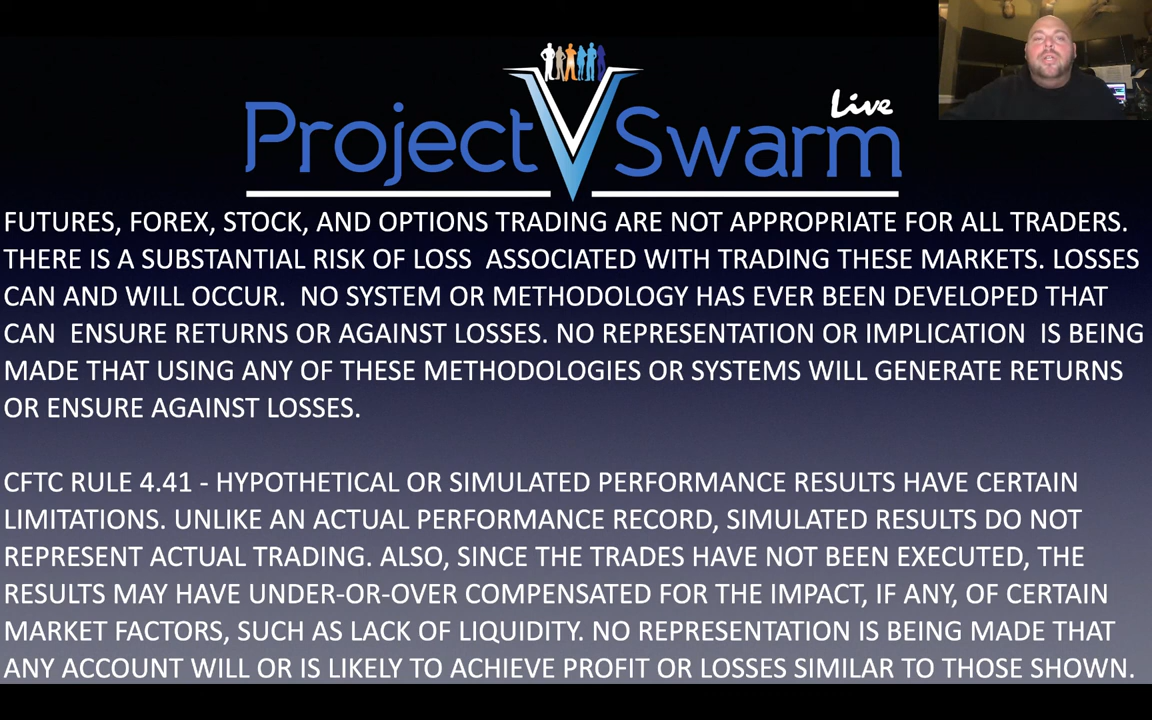 Live
Project Swarm
FUTURES, FOREX, STOCK, AND OPTIONS TRADING ARE NOT APPROPRIATE FOR ALL TRADERS.
THERE IS A SUBSTANTIAL RISK OF LOSS ASSOCIATED WITH TRADING THESE MARKETS. LOSSES
CAN AND WILL OCCUR. NO SYSTEM OR METHODOLOGY HAS EVER BEEN DEVELOPED THAT
CAN ENSURE RETURNS OR AGAINST LOSSES. NO REPRESENTATION OR IMPLICATION IS BEING
MADE THAT USING ANY OF THESE METHODOLOGIES OR SYSTEMS WILL GENERATE RETURNS
OR ENSURE AGAINST LOSSES.
CFTC RULE 4.41 - HYPOTHETICAL OR SIMULATED PERFORMANCE RESULTS HAVE CERTAIN
LIMITATIONS. UNLIKE AN ACTUAL PERFORMANCE RECORD, SIMULATED RESULTS DO NOT
REPRESENT ACTUAL TRADING. ALSO, SINCE THE TRADES HAVE NOT BEEN EXECUTED, THE
RESULTS MAY HAVE UNDER-OR-OVER COMPENSATED FOR THE IMPACT, IF ANY, OF CERTAIN
MARKET FACTORS, SUCH AS LACK OF LIQUIDITY. NO REPRESENTATION IS BEING MADE THAT
ANY ACCOUNT WILL OR IS LIKELY TO ACHIEVE PROFIT OR LOSSES SIMILAR TO THOSE SHOWN.